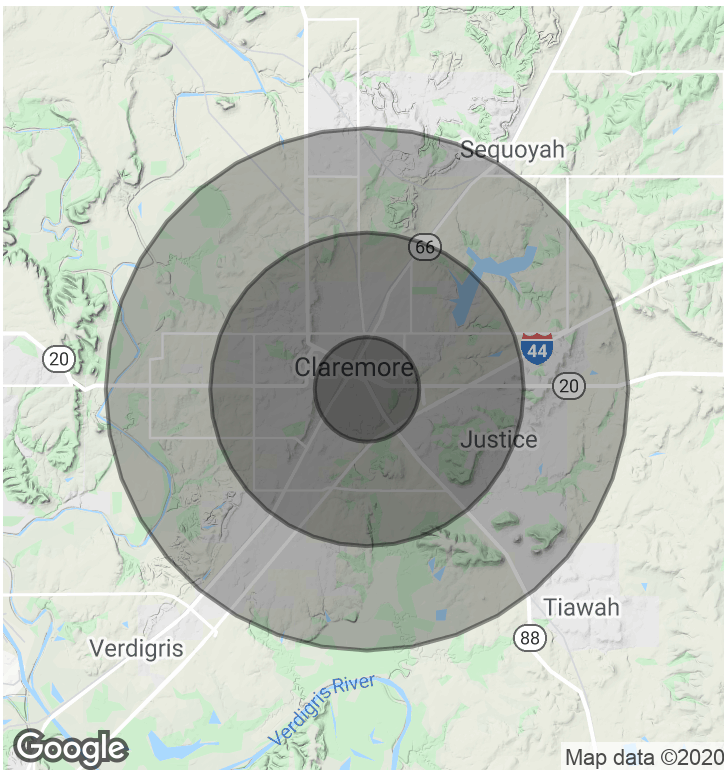 Sequoyah
66
44
20
Claremore
20
Justice
Tiawah
88
Verdigris
Verdigris River
Google
Map data ©2020